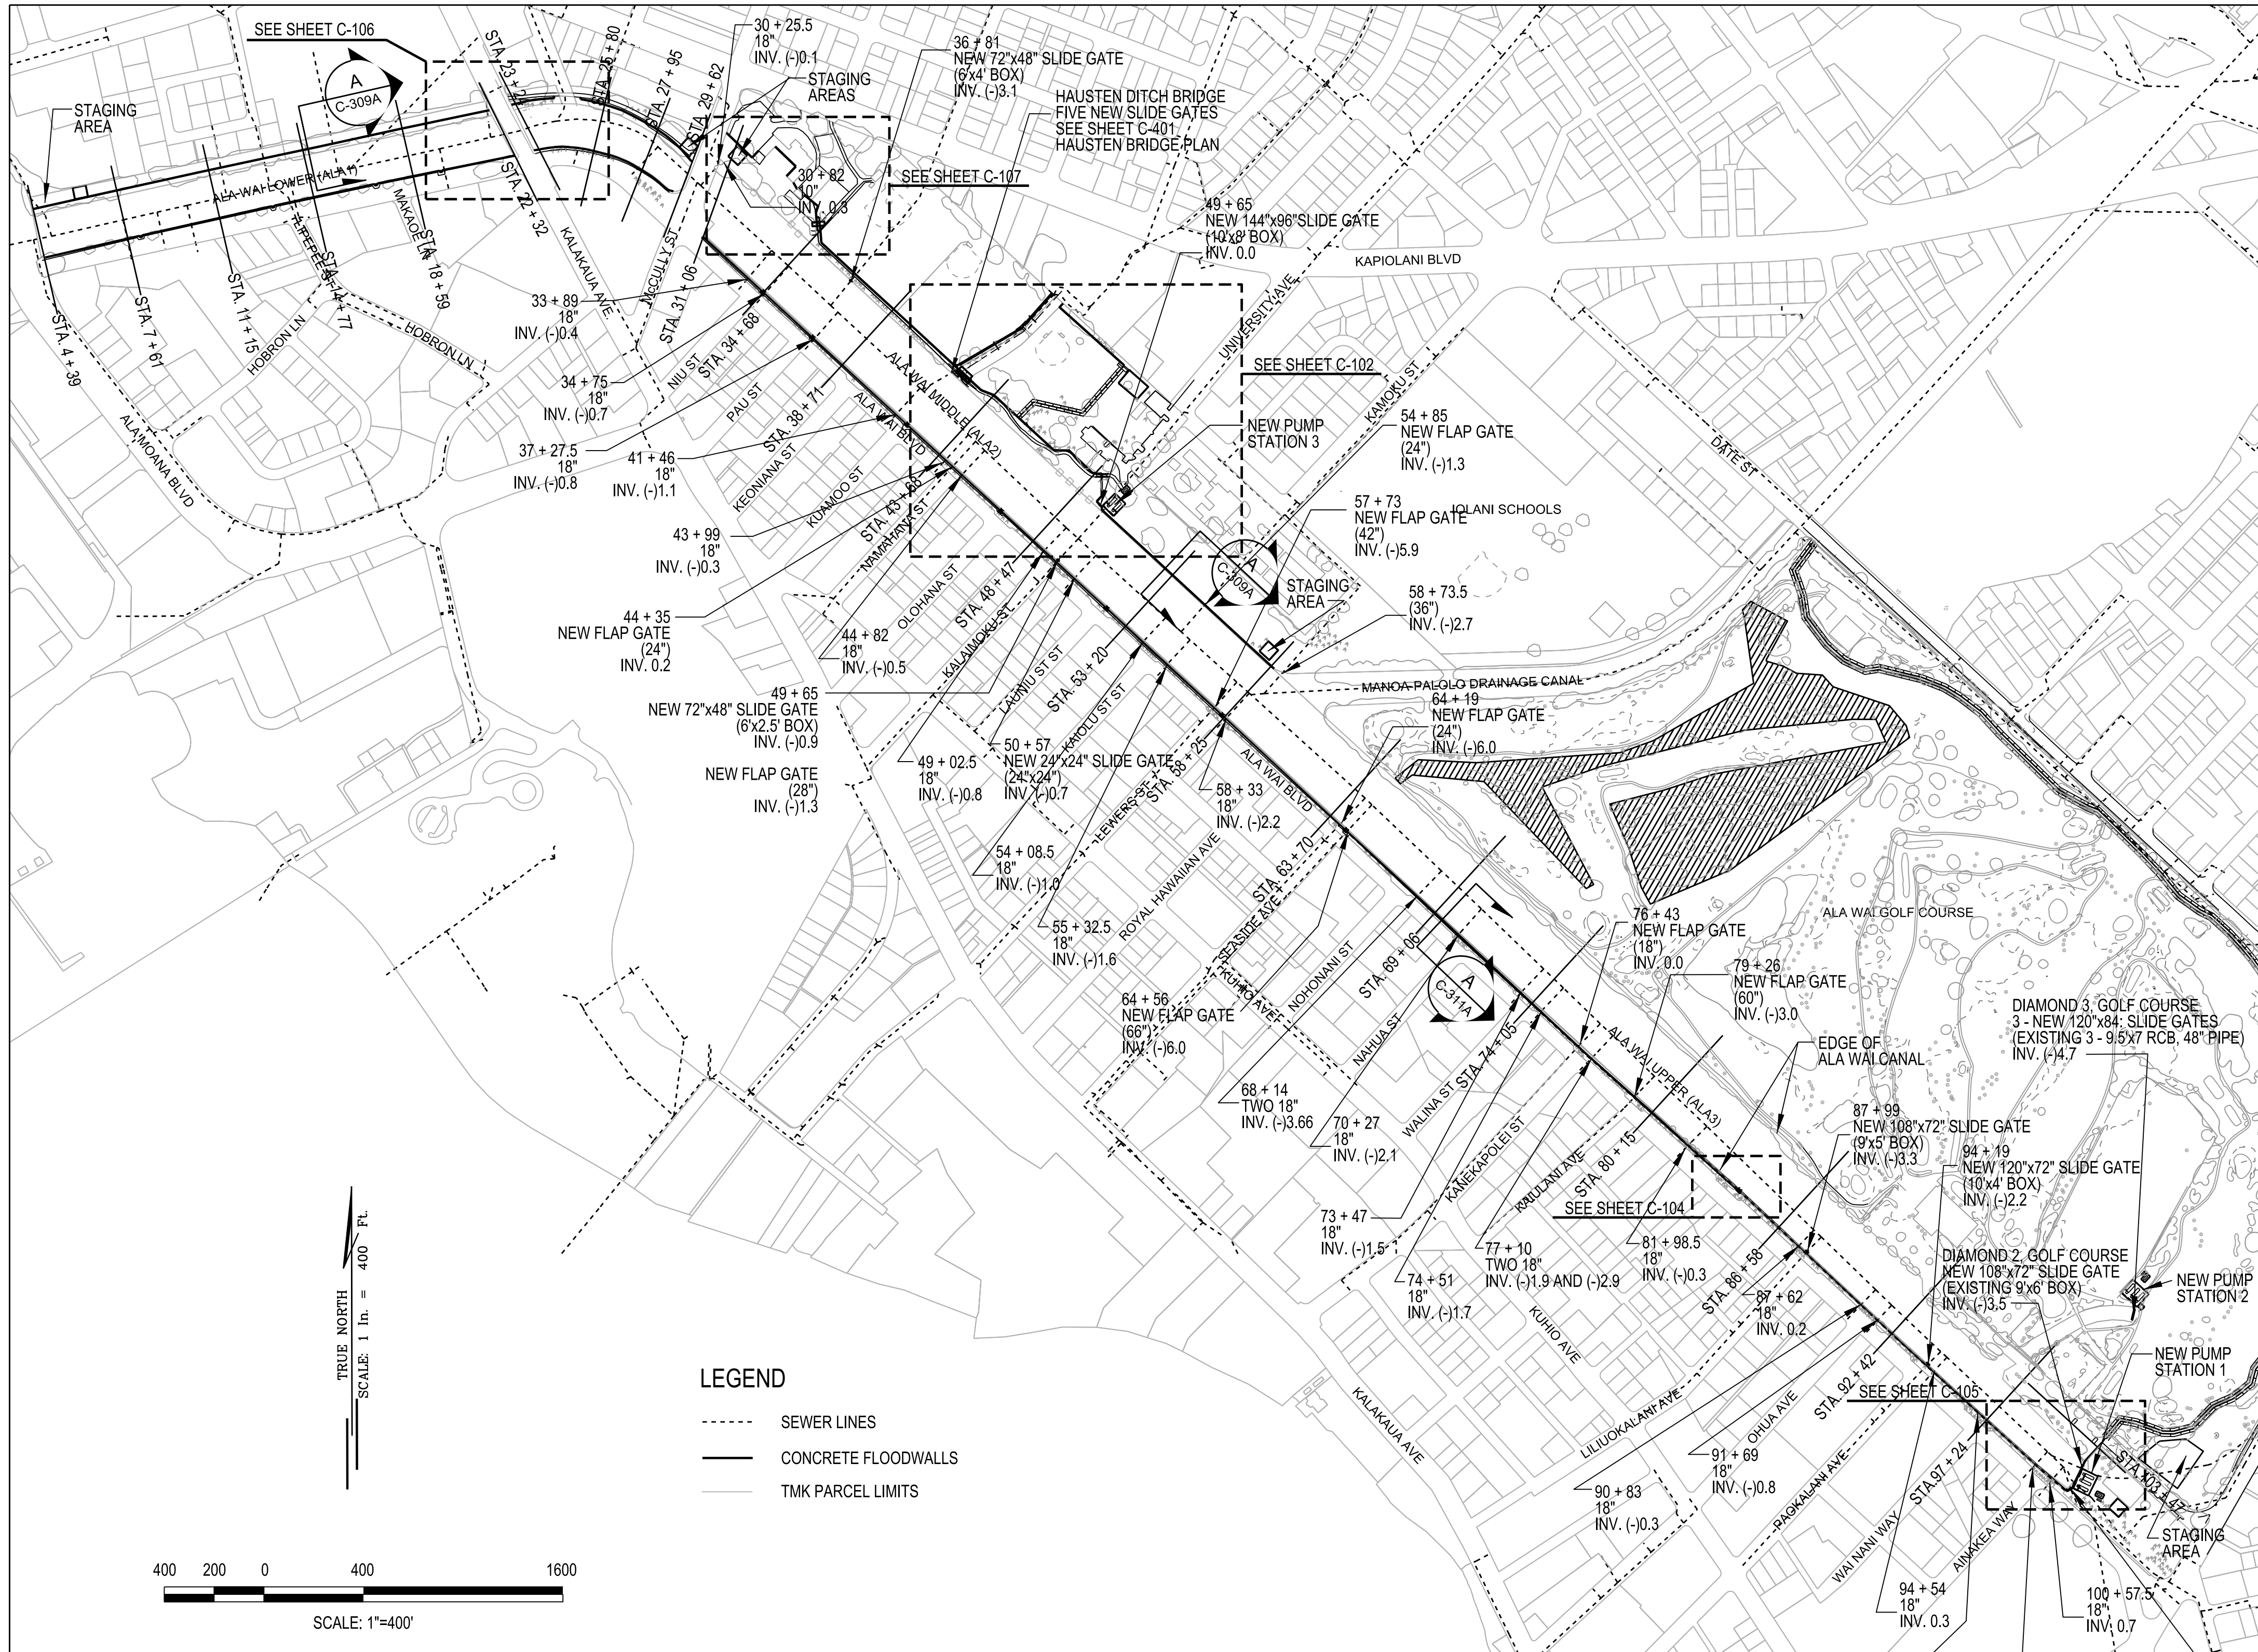 SEE SHEET C-106
A
C-309A
STAGING
AREA
STA. 25 + 80
STA. 27 + 95
STA. 29 + 62
30 + 25.5
18"
INV. (-)0.1
STAGING
AREAS
36 + 81
NEW 72"x48" SLIDE GATE
(6'x4' BOX)
INV. (-)3.1
HAUSTEN DITCH BRIDGE
FIVE NEW SLIDE GATES
SEE SHEET C-401
HAUSTEN BRIDGE PLAN
30 + 82
10"
INV. 0.3
SEE SHEET C-107
49 + 65
NEW 144"x96"SLIDE GATE
(10'x8' BOX)
INV. 0.0
ALA WAI LOWER (ALA 1)
MAKAOE LN
STA. 22 + 32
KALAKAUA AVE
McCULLY ST
STA. 31 + 06
STA. 4 + 39
STA. 7 + 61
STA. 11 + 15
STA. 14 + 77
STA. 18 + 59
HOBRON LN
HOBRON LN
ALA MOANA BLVD
KAPIOLANI BLVD
UNIVERSITY AVE
33 + 89
18"
INV. (-)0.4
34 + 75
18"
INV. (-)0.7
37 + 27.5
18"
INV. (-)0.8
41 + 46
18"
INV. (-)1.1
NIU ST
STA. 34 + 68
PAU ST
STA. 38 + 71
KEONIANA ST
KUAMOO ST
STA. 43 + 68
NAMAHANA ST
ALA WAI BLVD
ALA WAI MIDDLE (ALA2)
SEE SHEET C-102
KAMOKU ST
NEW PUMP
STATION 3
54 + 85
NEW FLAP GATE
(24")
INV. (-)1.3
DATE ST
57 + 73
NEW FLAP GATE
(42")
INV. (-)5.9
IOLANI SCHOOLS
43 + 99
18"
INV. (-)0.3
44 + 35
NEW FLAP GATE
(24")
INV. 0.2
44 + 82
18"
INV. (-)0.5
OLOHANA ST
STA. 48 + 47
KALAIMOKU ST
A
C-309A
STAGING
AREA
58 + 73.5
(36")
INV. (-)2.7
49 + 65
NEW 72"x48" SLIDE GATE
(6'x2.5' BOX)
INV. (-)0.9
NEW FLAP GATE
(28")
INV. (-)1.3
LAUNIU ST ST
STA. 53 + 20
KAIOLU ST ST
49 + 02.5
18"
INV. (-)0.8
50 + 57
NEW 24"x24" SLIDE GATE
(24"x24")
INV (-)0.7
MANOA-PALOLO DRAINAGE CANAL
64 + 19
NEW FLAP GATE
(24")
INV. (-)6.0
LEWERS ST
STA. 58 + 25
58 + 33
18"
INV. (-)2.2
ALA WAI BLVD
54 + 08.5
18"
INV. (-)1.0
55 + 32.5
18"
INV. (-)1.6
ROYAL HAWAIIAN AVE
STA. 63 + 70
SEASIDE AVE
KUHIO AVE
NOHONANI ST
STA. 69 + 06
A
C-311A
76 + 43
NEW FLAP GATE
(18")
INV. 0.0
79 + 26
NEW FLAP GATE
(60")
INV. (-)3.0
ALA WAI GOLF COURSE
64 + 56
NEW FLAP GATE
(66")
INV. (-)6.0
68 + 14
TWO 18"
INV. (-)3.66
NAHUA ST
70 + 27
18"
INV. (-)2.1
WALINA ST
STA. 74 + 05
KANEKAPOLEI ST
KAIULANI AVE
STA. 80 + 15
ALA WAI UPPER (ALA3)
EDGE OF
ALA WAI CANAL
DIAMOND 3, GOLF COURSE
3 - NEW 120"x84: SLIDE GATES
(EXISTING 3 - 9.5'x7 RCB, 48" PIPE)
INV. (-)4.7
87 + 99
NEW 108"x72" SLIDE GATE
(9'x5' BOX)
INV. (-)3.3
94 + 19
NEW 120"x72" SLIDE GATE
(10'x4' BOX)
INV. (-)2.2
SEE SHEET C-104
73 + 47
18"
INV. (-)1.5
74 + 51
18"
INV. (-)1.7
77 + 10
TWO 18"
INV. (-)1.9 AND (-)2.9
81 + 98.5
18"
INV. (-)0.3
STA. 86 + 58
87 + 62
18"
INV. 0.2
DIAMOND 2, GOLF COURSE
NEW 108"x72" SLIDE GATE
(EXISTING 9'x6' BOX)
INV. (-)3.5
NEW PUMP
STATION 2
NEW PUMP
STATION 1
KUHIO AVE
KALAKAUA AVE
LILIUOKALANI AVE
OHUA AVE
STA. 92 + 42
SEE SHEET C-105
91 + 69
18"
INV. (-)0.8
90 + 83
18"
INV. (-)0.3
PAOKALANI AVE
STA.97 + 24
WAI NANI WAY
AINAKEA WAY
STA.103 + 47
STAGING
AREA
94 + 54
18"
INV. 0.3
100 + 57.5
18"
INV. 0.7
TRUE NORTH
SCALE: 1 In. = 400 Ft.
LEGEND
SEWER LINES
CONCRETE FLOODWALLS
TMK PARCEL LIMITS
400 200 0 400 1600
SCALE: 1"=400'